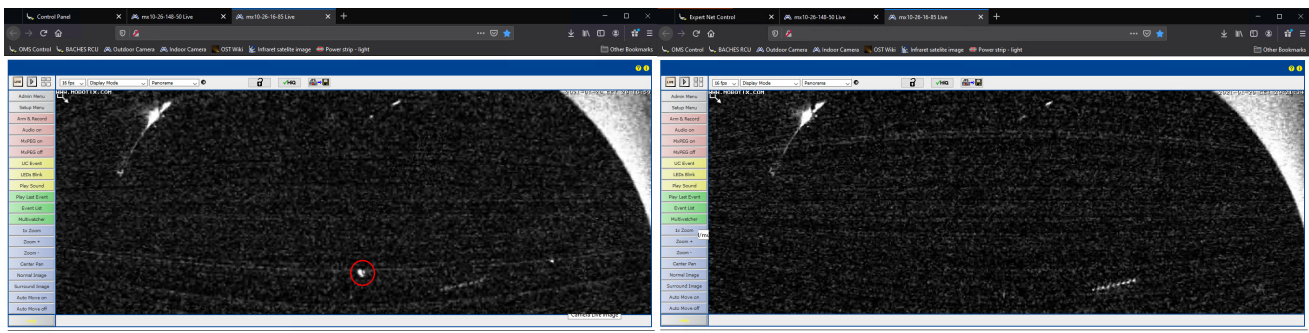 Control Panel mx10-26-148-50 Live mx10-26-16-85 Live
OMS Control BACHES RCU Outdoor Camera Indoor Camera OST Wiki Infraret satelite image Power strip - light Other Bookmarks
LIVE 16 fps Display Mode Panorama HQ
WWW.MOBOTIX.COM
Admin Menu
Setup Menu
Arm & Record
Audio on
MxPEG on
MxPEG off
UC Event
LEDs Blink
Play Sound
Play Last Event
Event List
Multiwatcher
1x Zoom
Zoom +
Zoom -
Center Pan
Normal Image
Surround Image
Auto Move on
Auto Move off
Camera Live Image
Expert Net Control mx10-26-148-50 Live mx10-26-16-85 Live
OMS Control BACHES RCU Outdoor Camera Indoor Camera OST Wiki Infraret satelite image Power strip - light Other Bookmarks
LIVE 16 fps Display Mode Panorama HQ
WWW.MOBOTIX.COM
Admin Menu
Setup Menu
Arm & Record
Audio on
MxPEG on
MxPEG off
UC Event
LEDs Blink
Play Sound
Play Last Event
Event List
Multiwatcher
1x Zoom
Zoom +
Zoom -
Center Pan
Normal Image
Surround Image
Auto Move on
Auto Move off